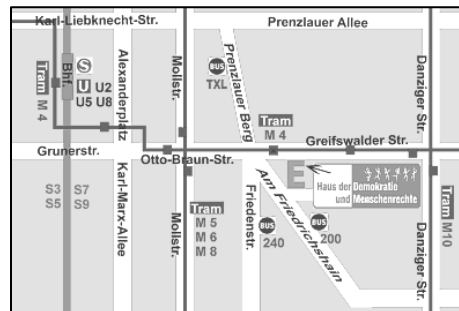 Karl-Liebknecht-Str.
Prenzlauer Allee
Tram
M 4
Bhf.
S
U U2
U5 U8
Alexanderplatz
Mollstr.
BUS
TXL
Prenzlauer Berg
Danziger Str.
Tram
M 4
Greifswalder Str.
Grunerstr.
Otto-Braun-Str.
E
Haus der Demokratie
und Menschenrechte
S3 S7
S5 S9
Karl-Marx-Allee
Mollstr.
Tram
M 5
M 6
M 8
Friedenstr.
BUS
240
Am Friedrichshain
BUS
200
Danziger Str.
Tram
M10